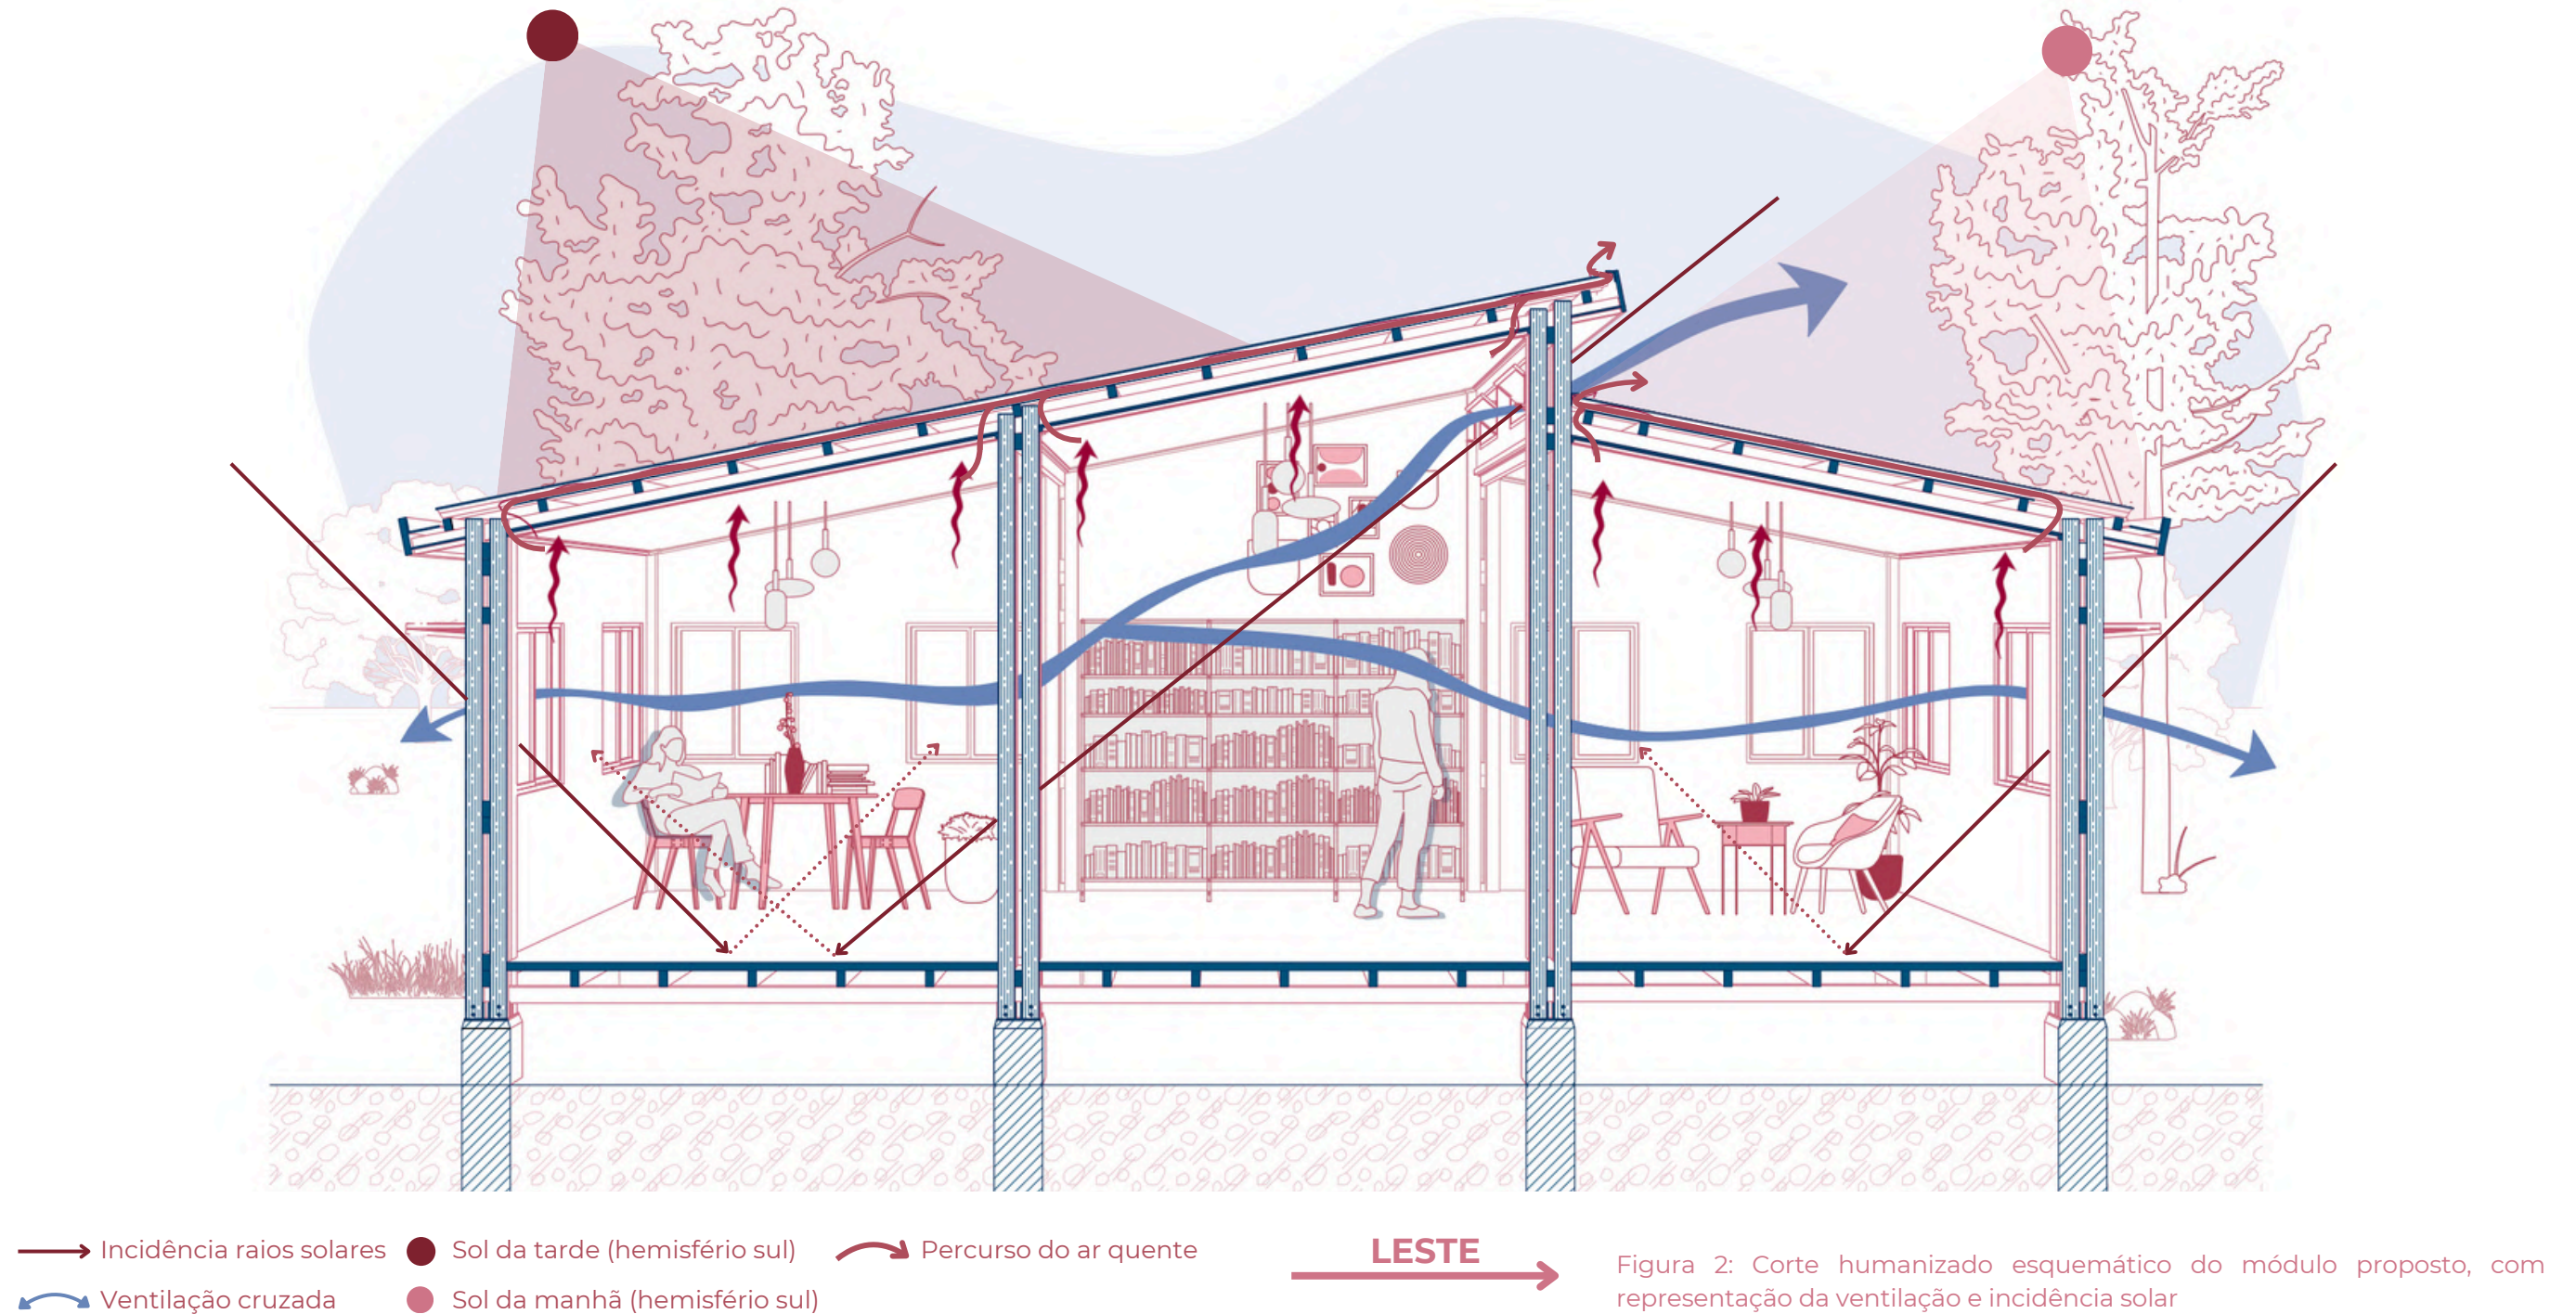 Incidência raios solares
Sol da tarde (hemisfério sul)
Percurso do ar quente
Ventilação cruzada
Sol da manhã (hemisfério sul)
LESTE
Figura 2: Corte humanizado esquemático do módulo proposto, com
representação da ventilação e incidência solar